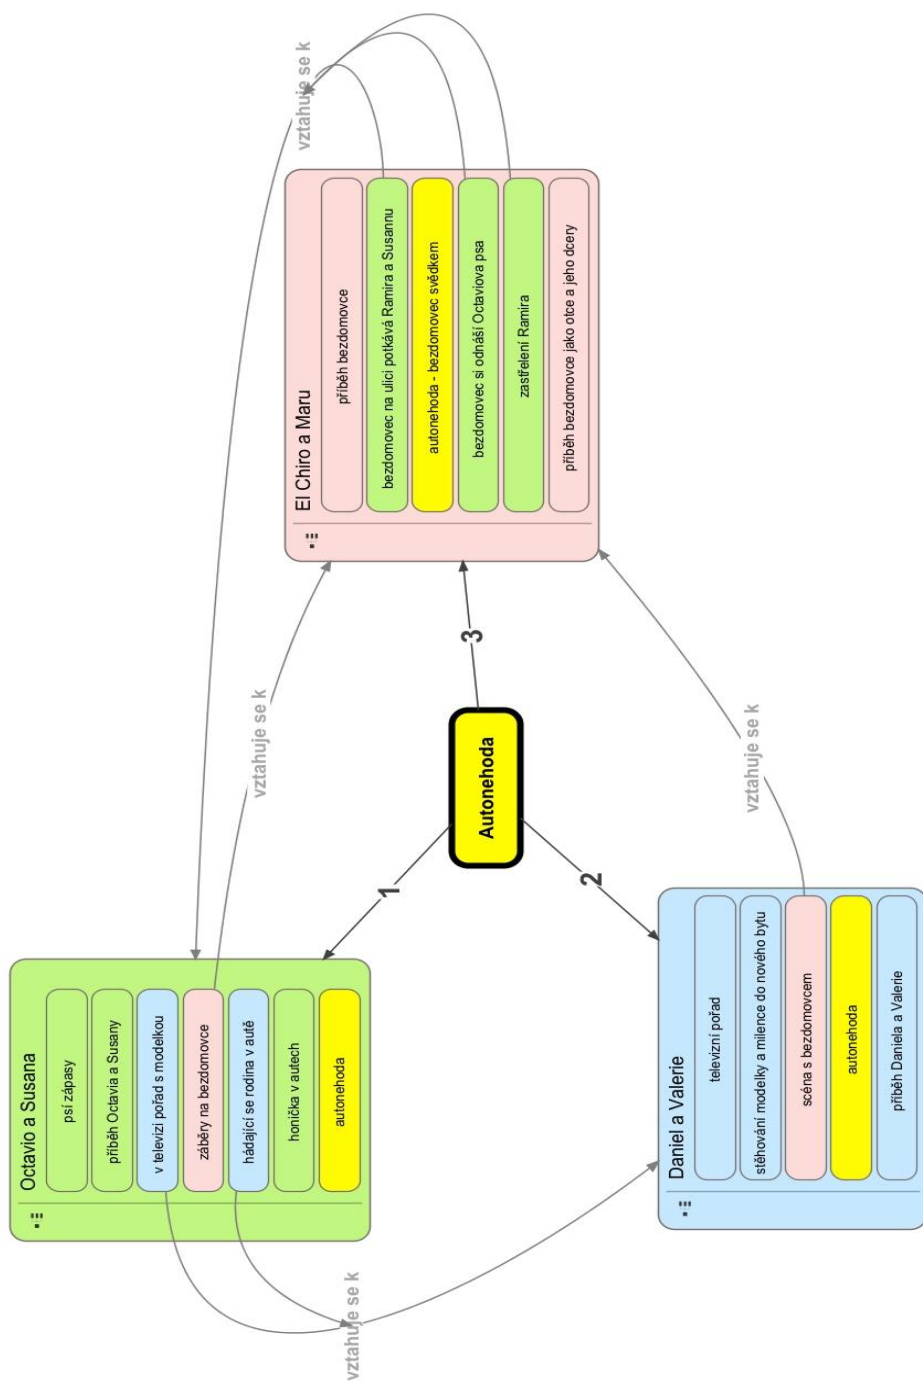 Octavio a Susana
psí zápasy
příběh Octavia a Susany
v televizi pořad s modelkou
záběry na bezdomovce
hádající se rodina v autě
honička v autech
autonehoda
vztahuje se k
vztahuje se k
vztahuje se k
1
Autonehoda
3
2
El Chiro a Maru
příběh bezdomovce
bezdomovec na ulici potkává Ramira a Susannu
autonehoda - bezdomovec svědkem
bezdomovec si odnáší Octaviova psa
zastřelení Ramira
příběh bezdomovce jako otce a jeho dcery
Daniel a Valerie
televizní pořad
stěhování modelky a milence do nového bytu
scéna s bezdomovcem
autonehoda
příběh Daniela a Valerie
vztahuje se k